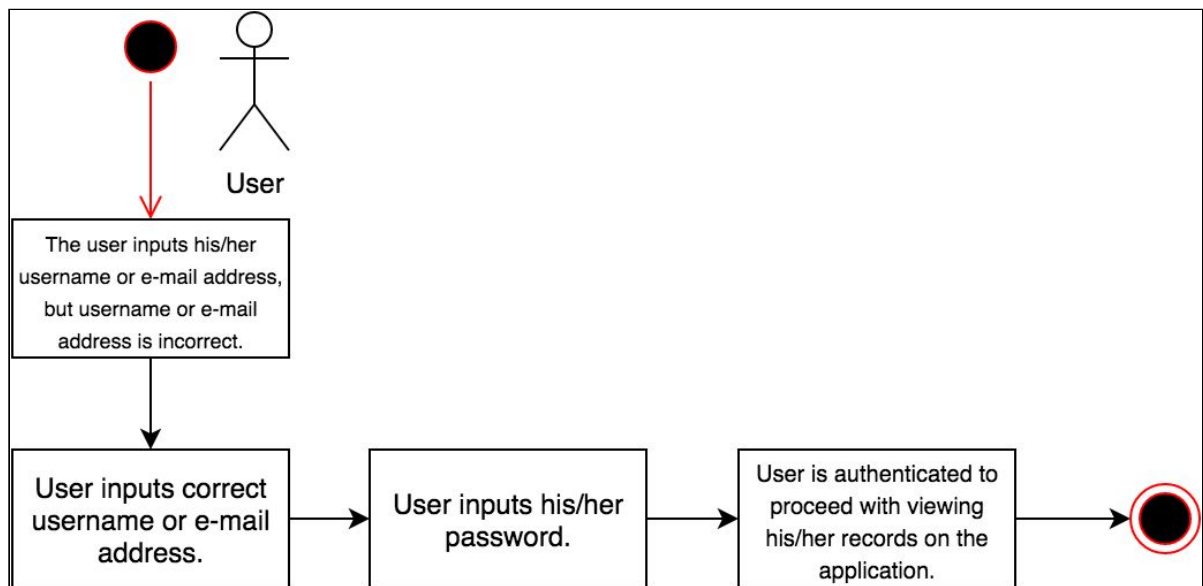 User
The user inputs his/her
username or e-mail address,
but username or e-mail
address is incorrect.
User inputs correct
username or e-mail
address.
User inputs his/her
password.
User is authenticated to
proceed with viewing
his/her records on the
application.